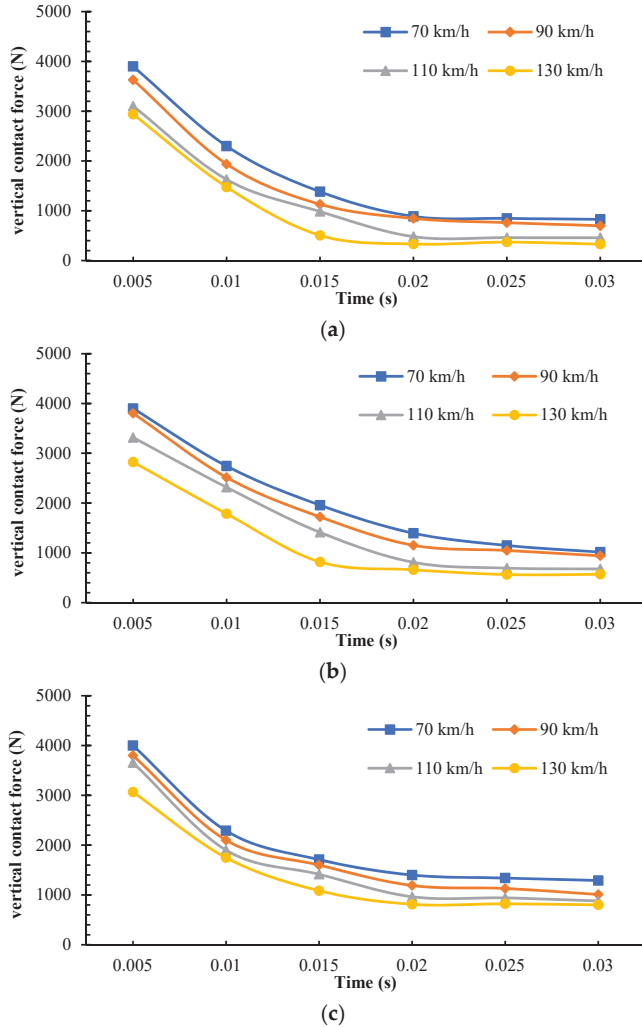 5000
4000
3000
2000
1000
0
vertical contact force (N)
70 km/h
90 km/h
110 km/h
130 km/h
0.005 0.01 0.015 0.02 0.025 0.03
Time (s)
(a)
5000
4000
3000
2000
1000
0
vertical contact force (N)
70 km/h
90 km/h
110 km/h
130 km/h
0.005 0.01 0.015 0.02 0.025 0.03
Time (s)
(b)
5000
4000
3000
2000
1000
0
vertical contact force (N)
70 km/h
90 km/h
110 km/h
130 km/h
0.005 0.01 0.015 0.02 0.025 0.03
Time (s)
(c)